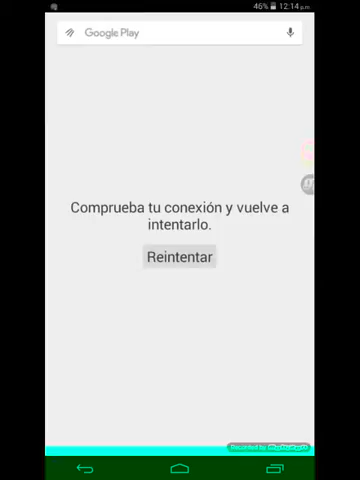 46% 12:14 p.m
Google Play
Comprueba tu conexión y vuelve a
intentarlo.
Reintentar